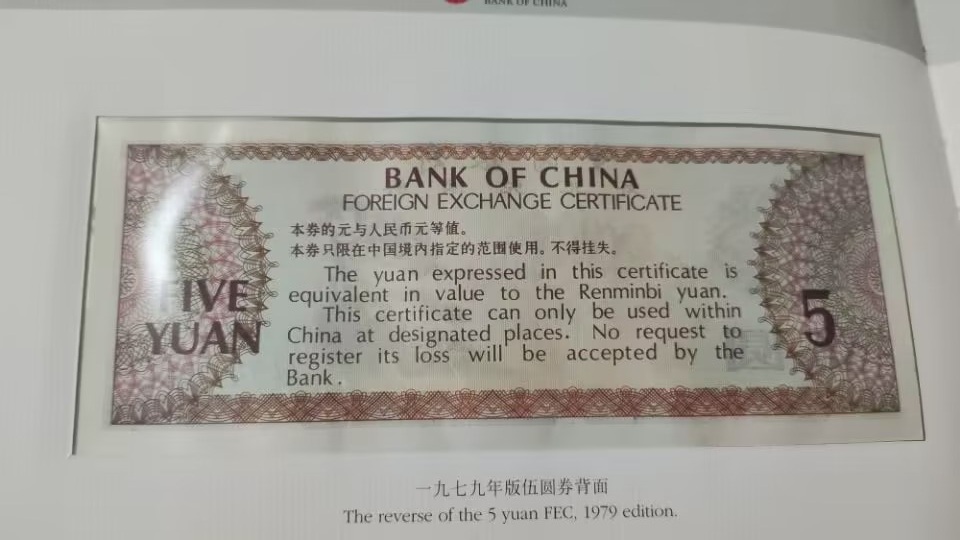 BANK OF CHINA
BANK OF CHINA
FOREIGN EXCHANGE CERTIFICATE
本券的元与人民币元等值。
本券只限在中国境内指定的范围使用。不得挂失。
The yuan expressed in this certificate is
equivalent in value to the Renminbi yuan.
This certificate can only be used within
China at designated places. No request to
register its loss will be accepted by the
Bank.
FIVE
YUAN
5
一九七九年版伍圆券背面
The reverse of the 5 yuan FEC, 1979 edition.